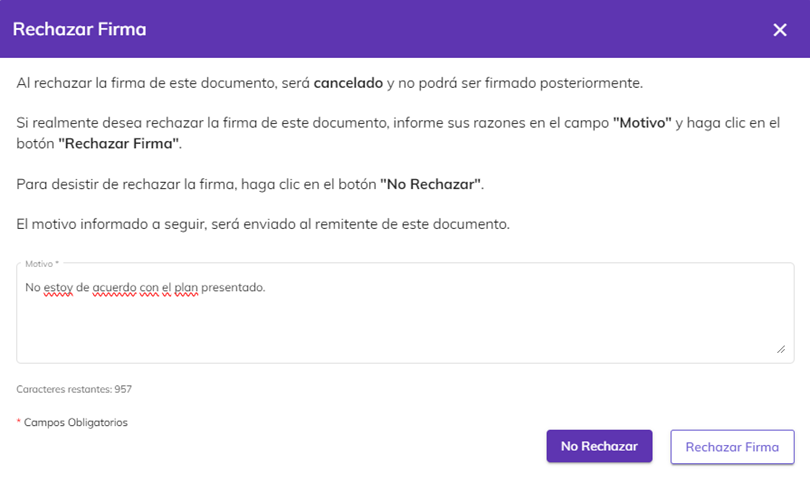 Rechazar Firma
Al rechazar la firma de este documento, será cancelado y no podrá ser firmado posteriormente.
Si realmente desea rechazar la firma de este documento, informe sus razones en el campo "Motivo" y haga clic en el
botón "Rechazar Firma".
Para desistir de rechazar la firma, haga clic en el botón "No Rechazar".
El motivo informado a seguir, será enviado al remitente de este documento.
Motivo *
No estoy de acuerdo con el plan presentado.
Caracteres restantes: 957
* Campos Obligatorios
No Rechazar
Rechazar Firma